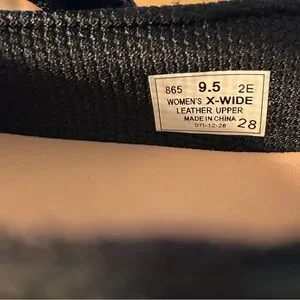 865 9.5 2E
WOMEN'S X-WIDE
LEATHER UPPER
MADE IN CHINA
071-12-28 28